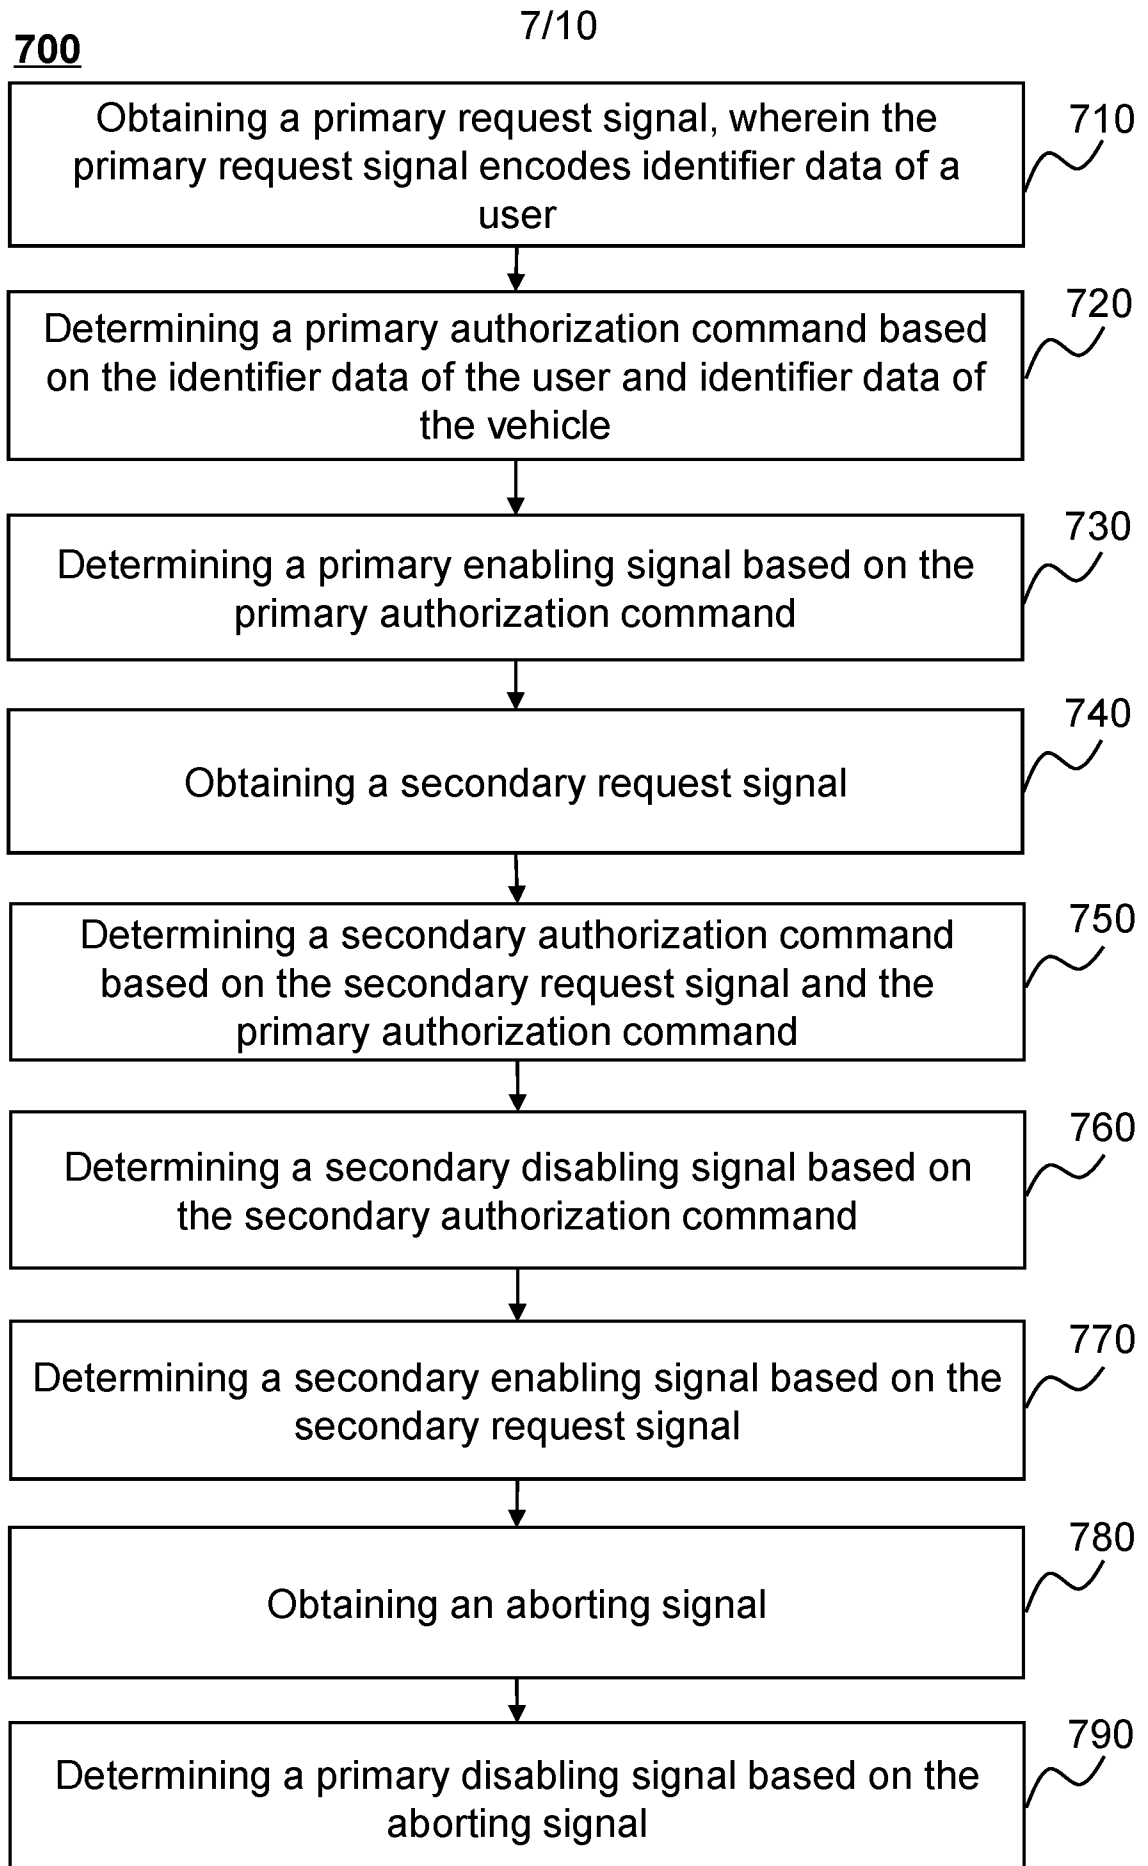 7/10
700
Obtaining a primary request signal, wherein the
primary request signal encodes identifier data of a
user
710
Determining a primary authorization command based
on the identifier data of the user and identifier data of
the vehicle
720
Determining a primary enabling signal based on the
primary authorization command
730
Obtaining a secondary request signal
740
Determining a secondary authorization command
based on the secondary request signal and the
primary authorization command
750
Determining a secondary disabling signal based on
the secondary authorization command
760
Determining a secondary enabling signal based on the
secondary request signal
770
Obtaining an aborting signal
780
Determining a primary disabling signal based on the
aborting signal
790